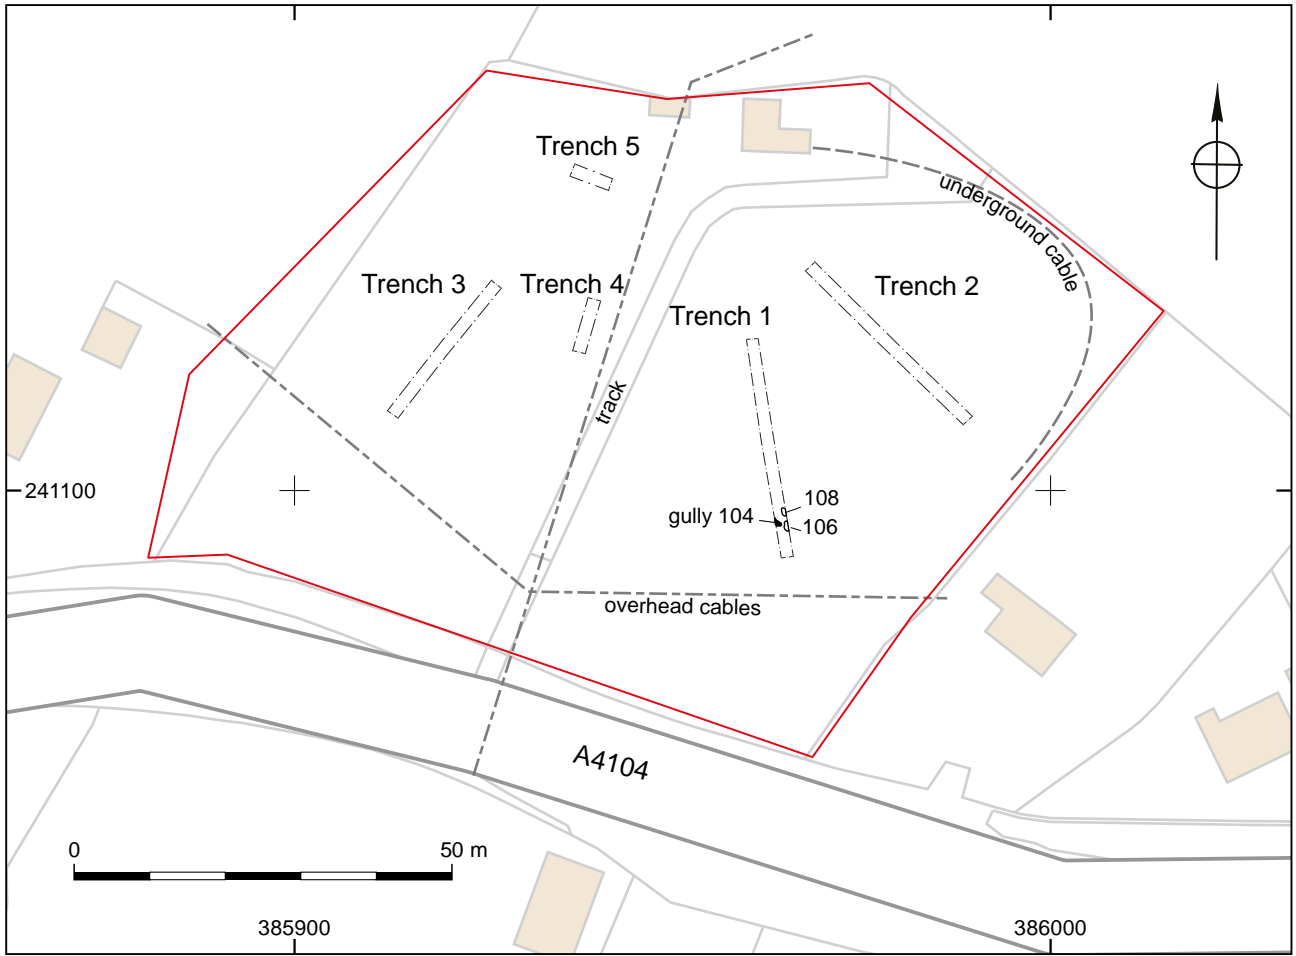 Trench 5
underground cable
Trench 3
Trench 4
Trench 2
Trench 1
track
241100
108
gully 104
106
overhead cables
A4104
0
50 m
385900
386000